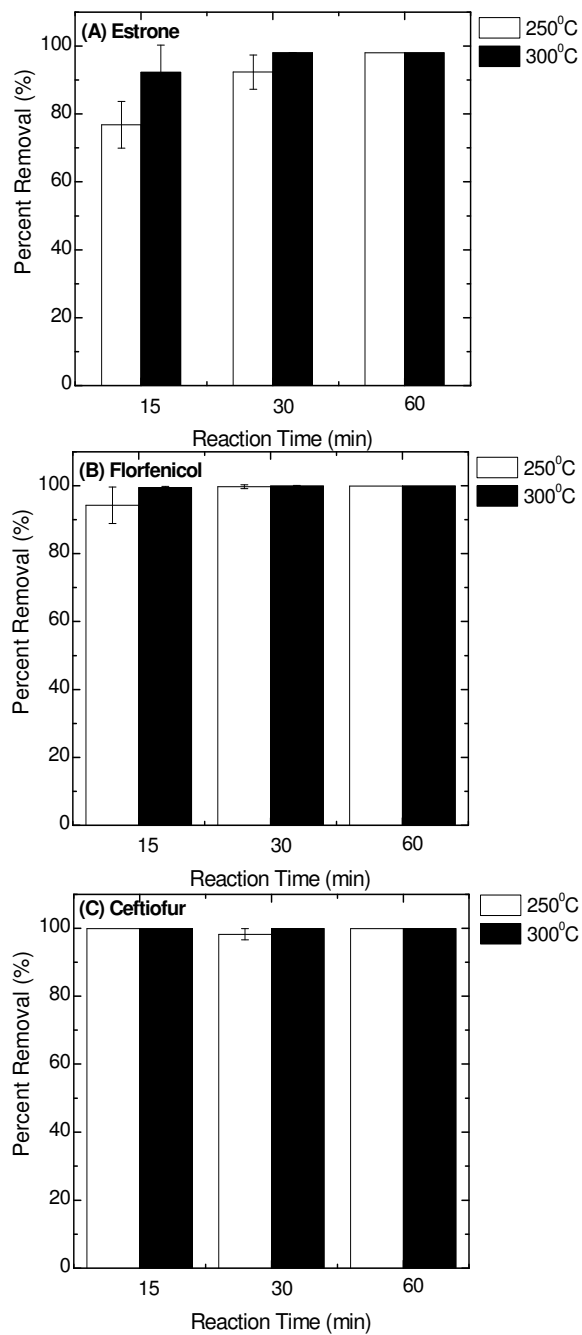 (A) Estrone
250⁰C
300⁰C
100
80
60
40
20
0
Percent Removal (%)
15 30 60
Reaction Time (min)
(B) Florfenicol
250⁰C
300⁰C
100
80
60
40
20
0
Percent Removal (%)
15 30 60
Reaction Time (min)
(C) Ceftiofur
250⁰C
300⁰C
100
80
60
40
20
0
Percent Removal (%)
15 30 60
Reaction Time (min)